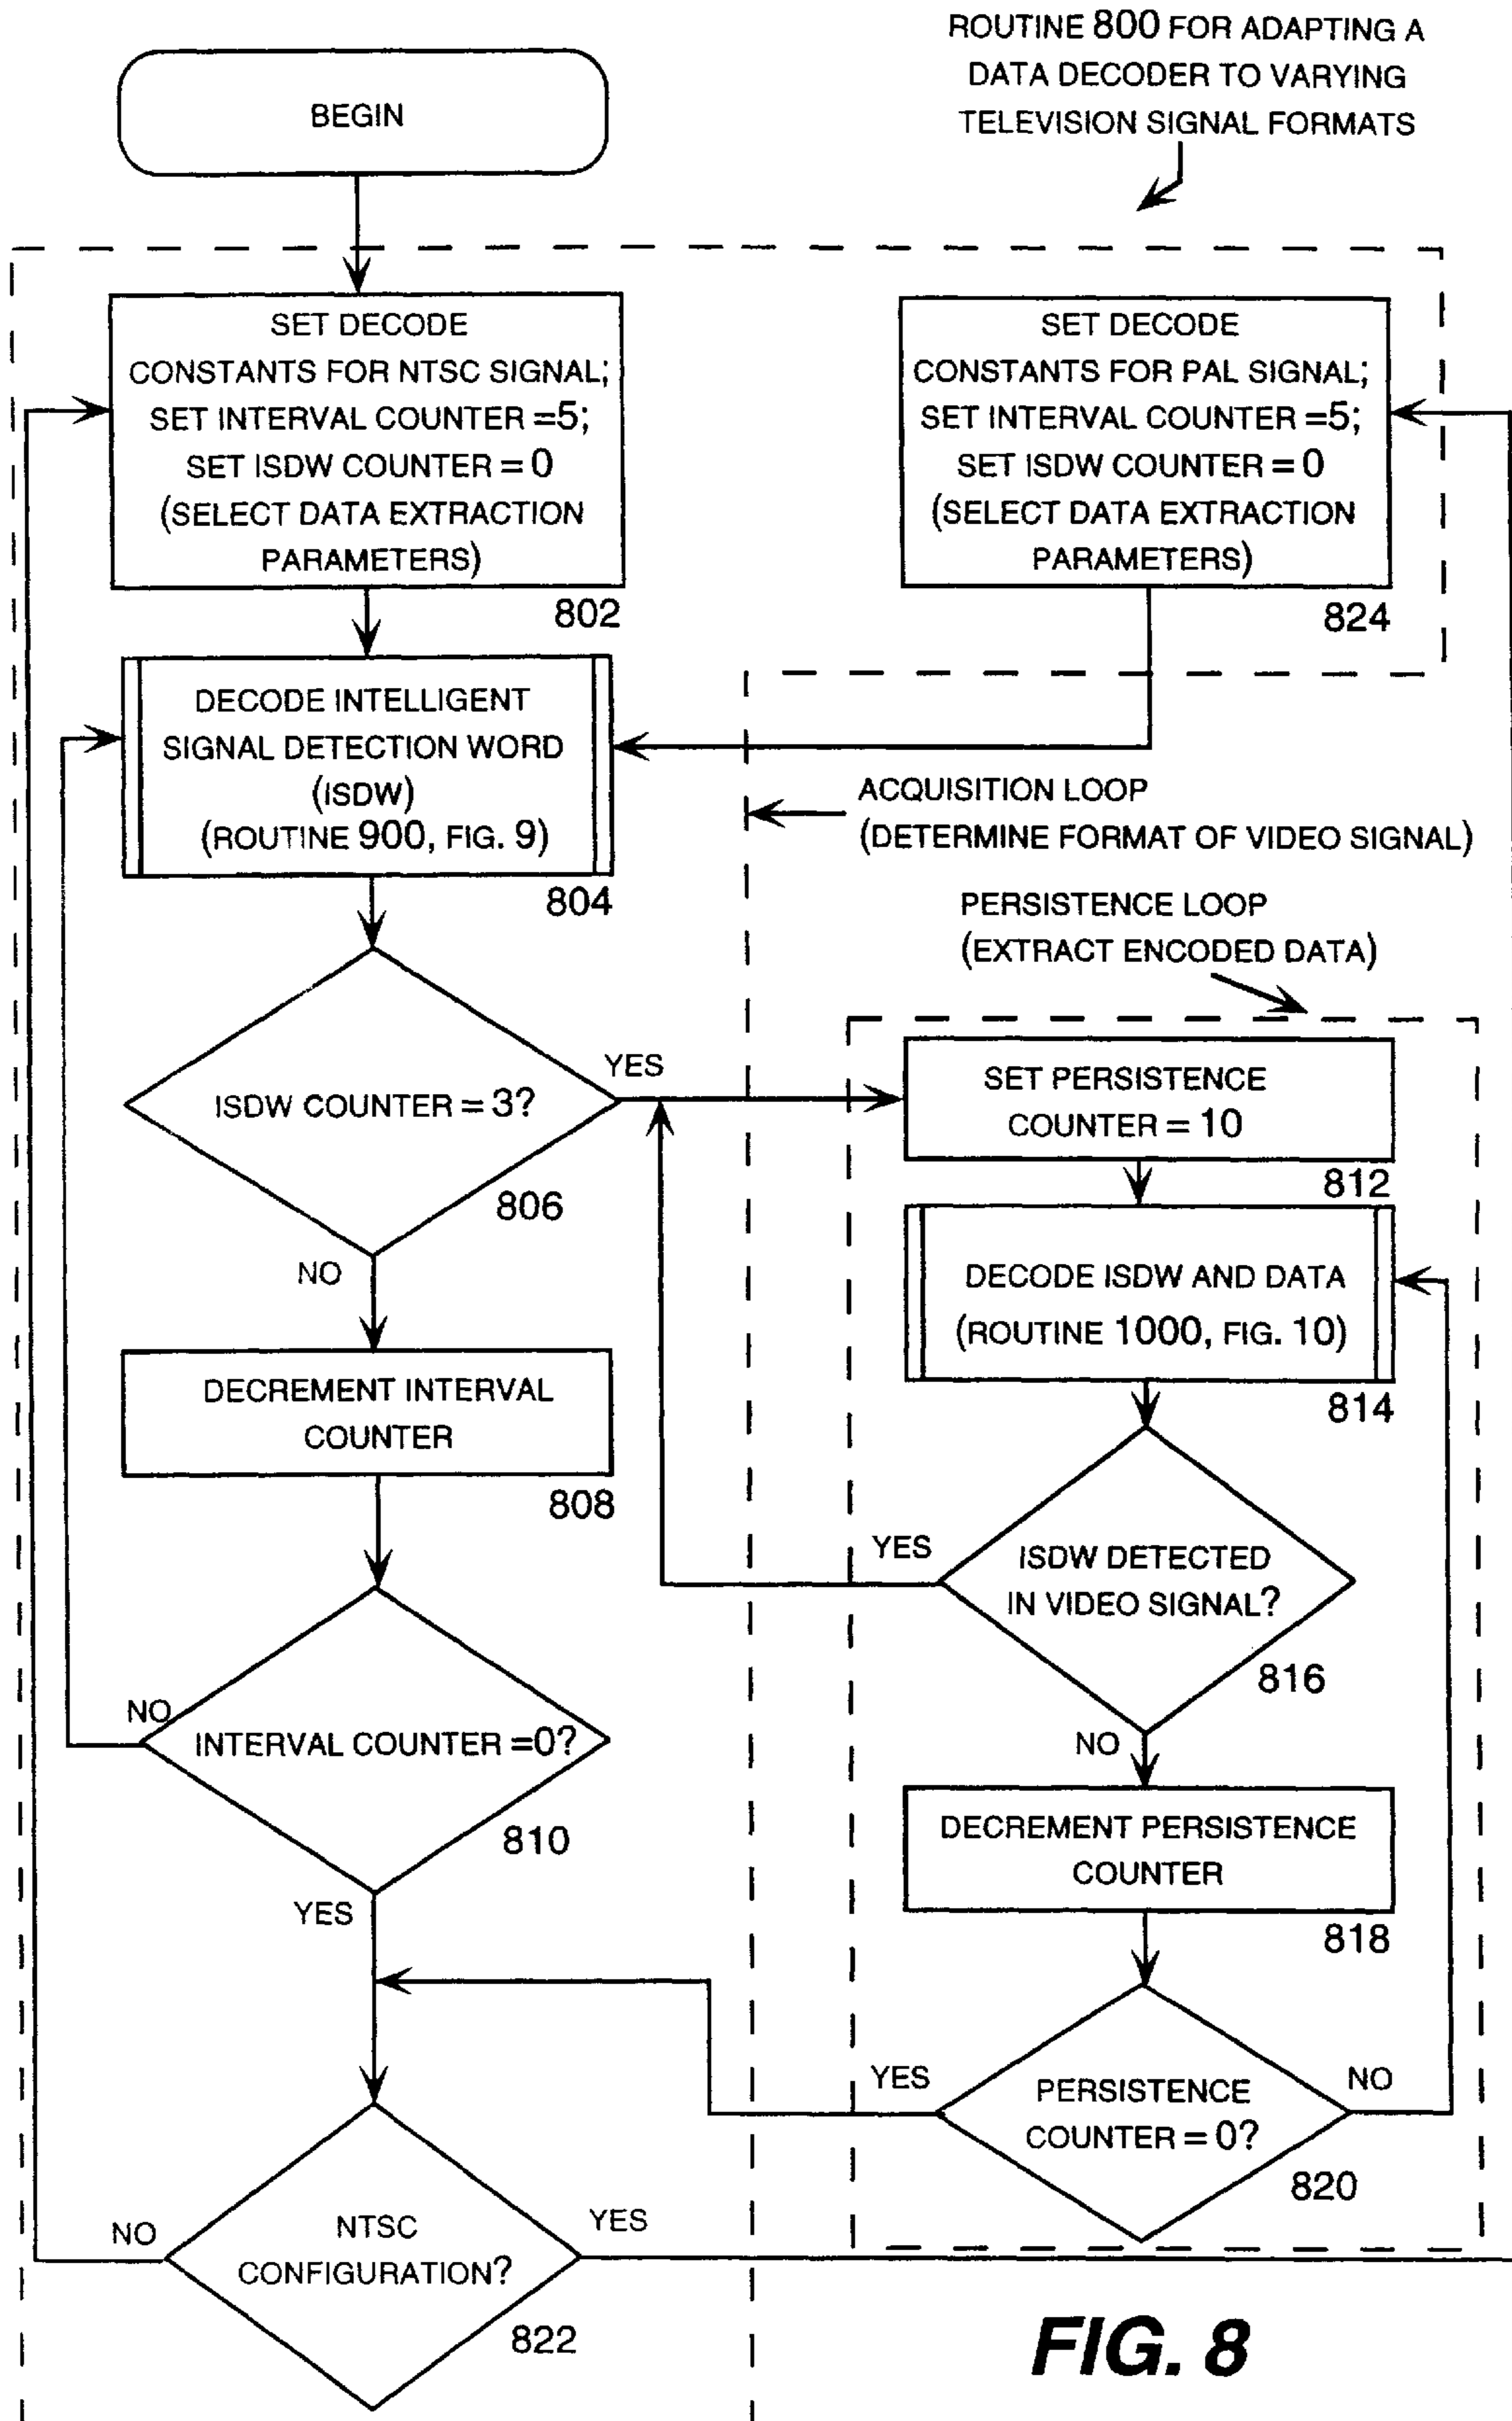 ROUTINE 800 FOR ADAPTING A
DATA DECODER TO VARYING
TELEVISION SIGNAL FORMATS
BEGIN
SET DECODE
CONSTANTS FOR NTSC SIGNAL;
SET INTERVAL COUNTER =5;
SET ISDW COUNTER = 0
(SELECT DATA EXTRACTION
PARAMETERS)
802
SET DECODE
CONSTANTS FOR PAL SIGNAL;
SET INTERVAL COUNTER =5;
SET ISDW COUNTER = 0
(SELECT DATA EXTRACTION
PARAMETERS)
824
DECODE INTELLIGENT
SIGNAL DETECTION WORD
(ISDW)
(ROUTINE 900, FIG. 9)
804
ACQUISITION LOOP
(DETERMINE FORMAT OF VIDEO SIGNAL)
PERSISTENCE LOOP
(EXTRACT ENCODED DATA)
ISDW COUNTER = 3?
YES
806
NO
SET PERSISTENCE
COUNTER = 10
812
DECODE ISDW AND DATA
(ROUTINE 1000, FIG. 10)
814
DECREMENT INTERVAL
COUNTER
808
YES
ISDW DETECTED
IN VIDEO SIGNAL?
816
NO
NO
INTERVAL COUNTER =0?
810
YES
DECREMENT PERSISTENCE
COUNTER
818
YES
PERSISTENCE
COUNTER = 0?
NO
820
NO
NTSC
CONFIGURATION?
YES
822
FIG. 8